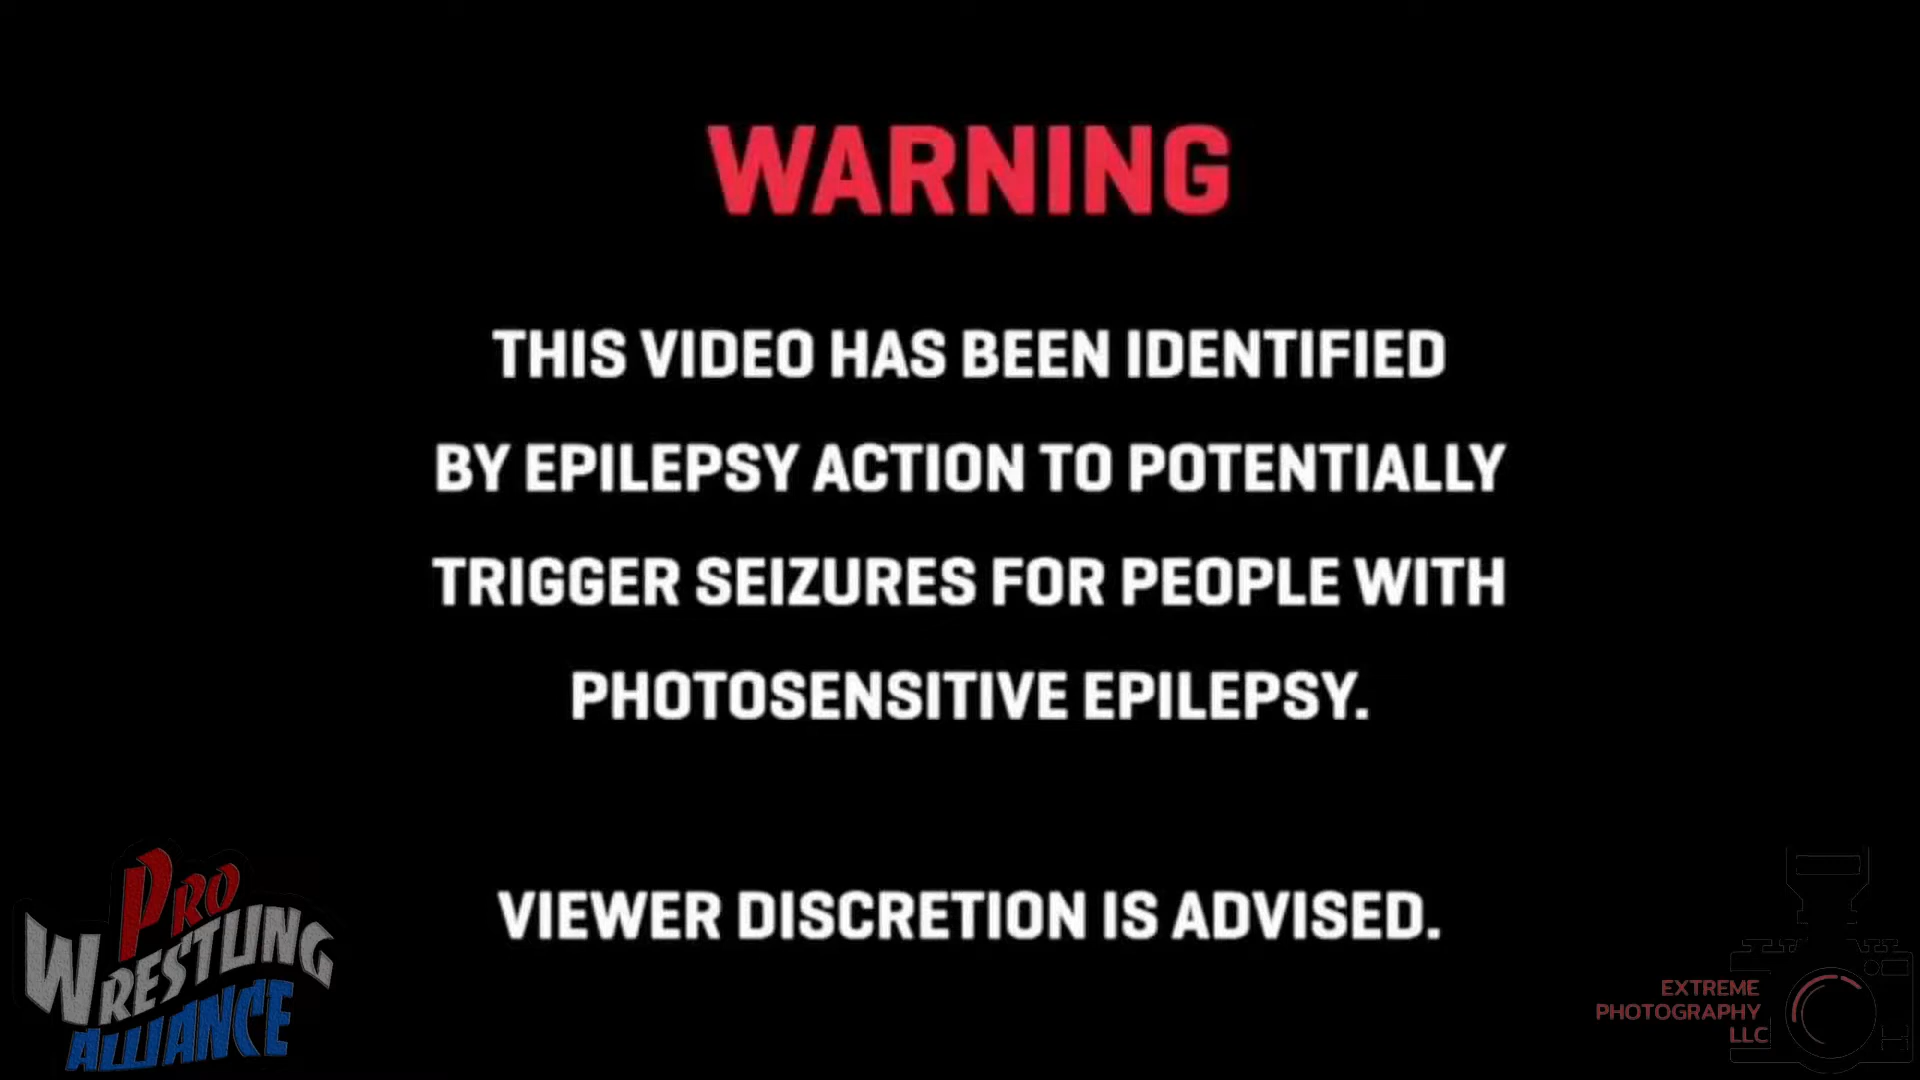 WARNING
THIS VIDEO HAS BEEN IDENTIFIED
BY EPILEPSY ACTION TO POTENTIALLY
TRIGGER SEIZURES FOR PEOPLE WITH
PHOTOSENSITIVE EPILEPSY.
VIEWER DISCRETION IS ADVISED.
PRO
WRESTLING
ALLIANCE
EXTREME
PHOTOGRAPHY
LLC